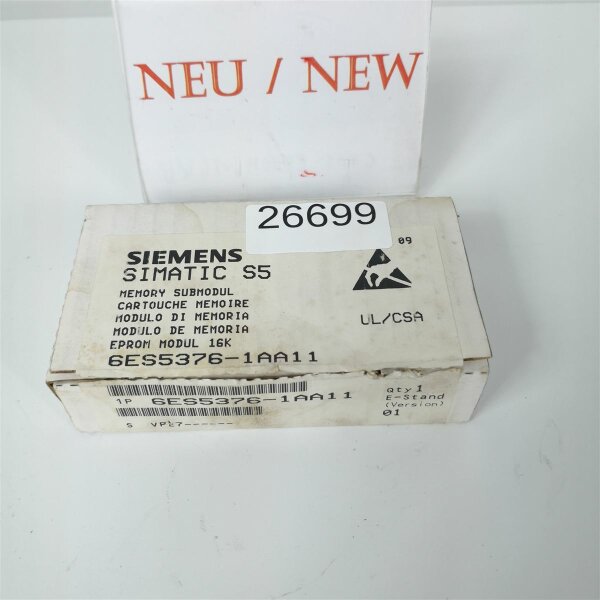 NEU / NEW
26699
SIEMENS
SIMATIC S5
09
MEMORY SUBMODUL
CARTOUCHE MEMOIRE
MODULO DI MEMORIA
MODULO DE MEMORIA
EPROM MODUL 16K
UL/CSA
6ES5376-1AA11
1P 6ES5376-1AA11
Qty 1
E-Stand
(Version)
01
S